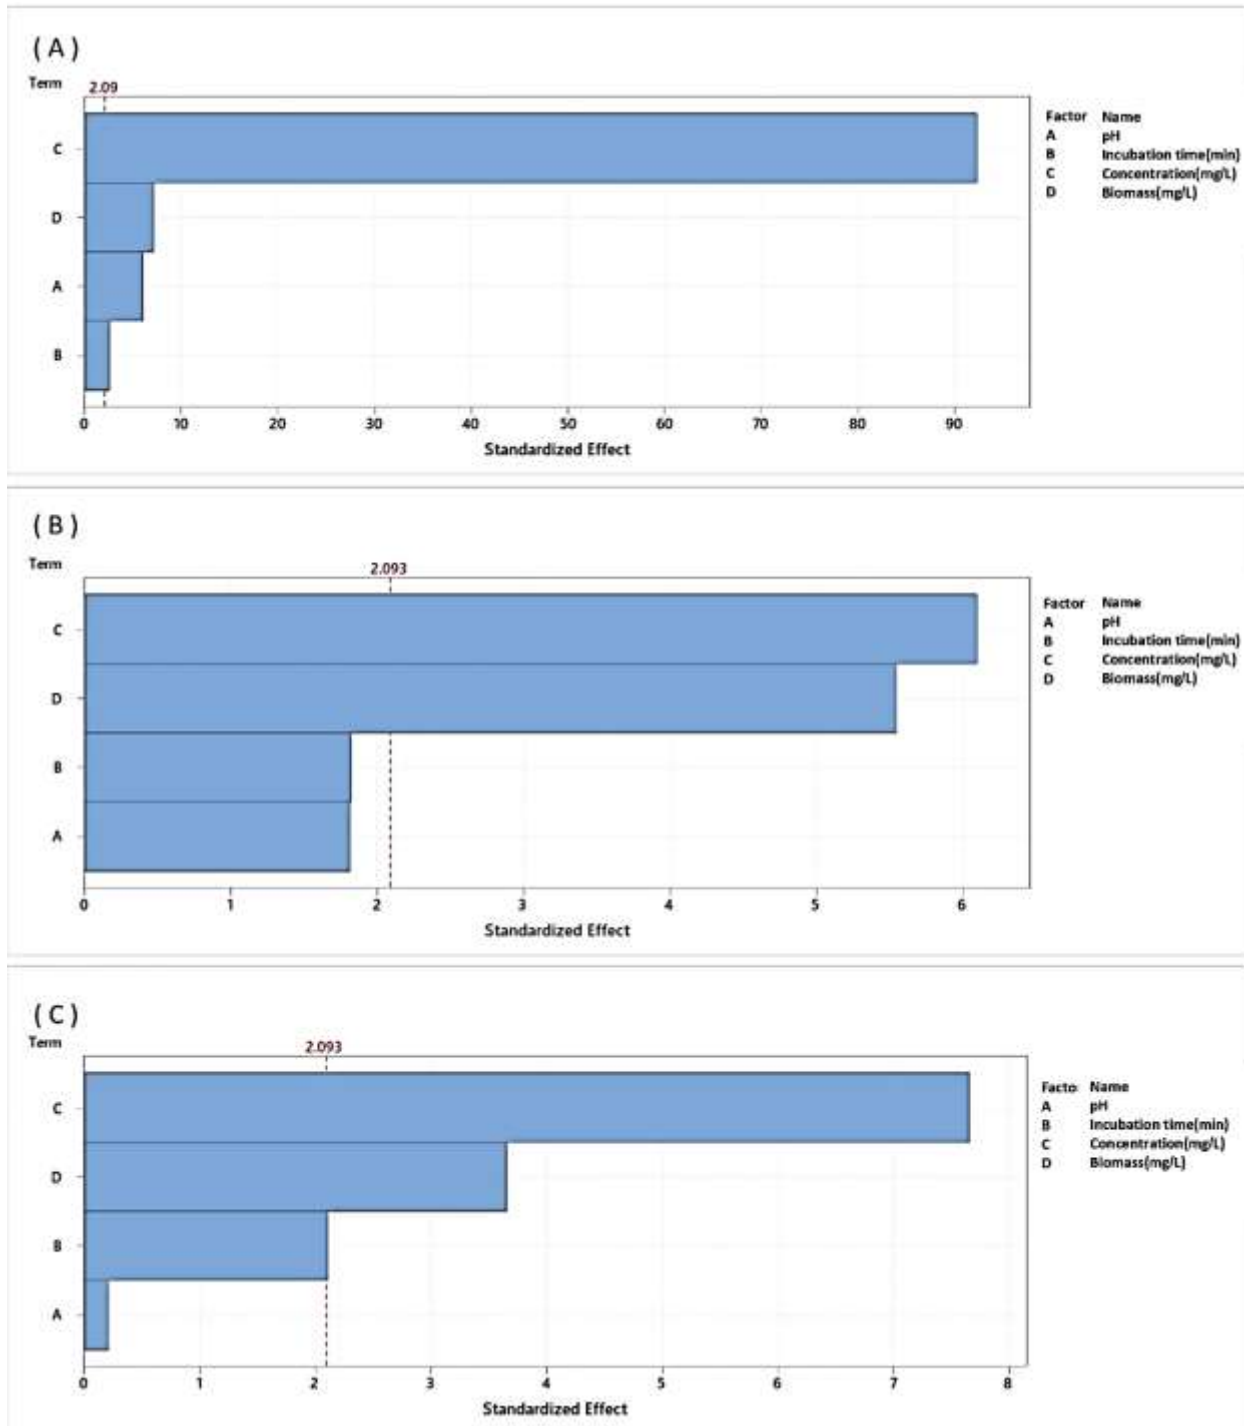 ( A )
Term
2.09
C
D
A
B
0 10 20 30 40 50 60 70 80 90
Standardized Effect
Factor Name
A pH
B Incubation time(min)
C Concentration(mg/L)
D Biomass(mg/L)
( B )
Term
2.093
C
D
B
A
0 1 2 3 4 5 6
Standardized Effect
Factor Name
A pH
B Incubation time(min)
C Concentration(mg/L)
D Biomass(mg/L)
( C )
Term
2.093
C
D
B
A
0 1 2 3 4 5 6 7 8
Standardized Effect
Facto Name
A pH
B Incubation time(min)
C Concentration(mg/L)
D Biomass(mg/L)